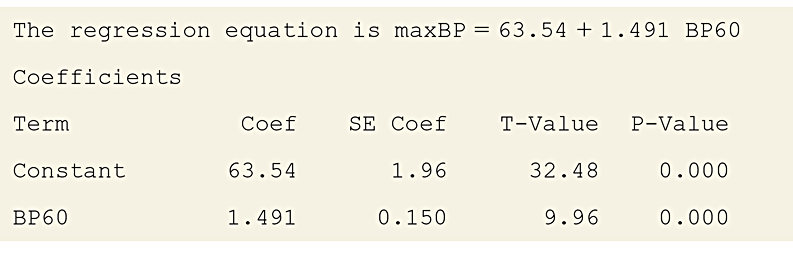 The regression equation is maxBP = 63.54 + 1.491 BP60
Coefficients
Term Coef SE Coef T-Value P-Value
Constant 63.54 1.96 32.48 0.000
BP60 1.491 0.150 9.96 0.000